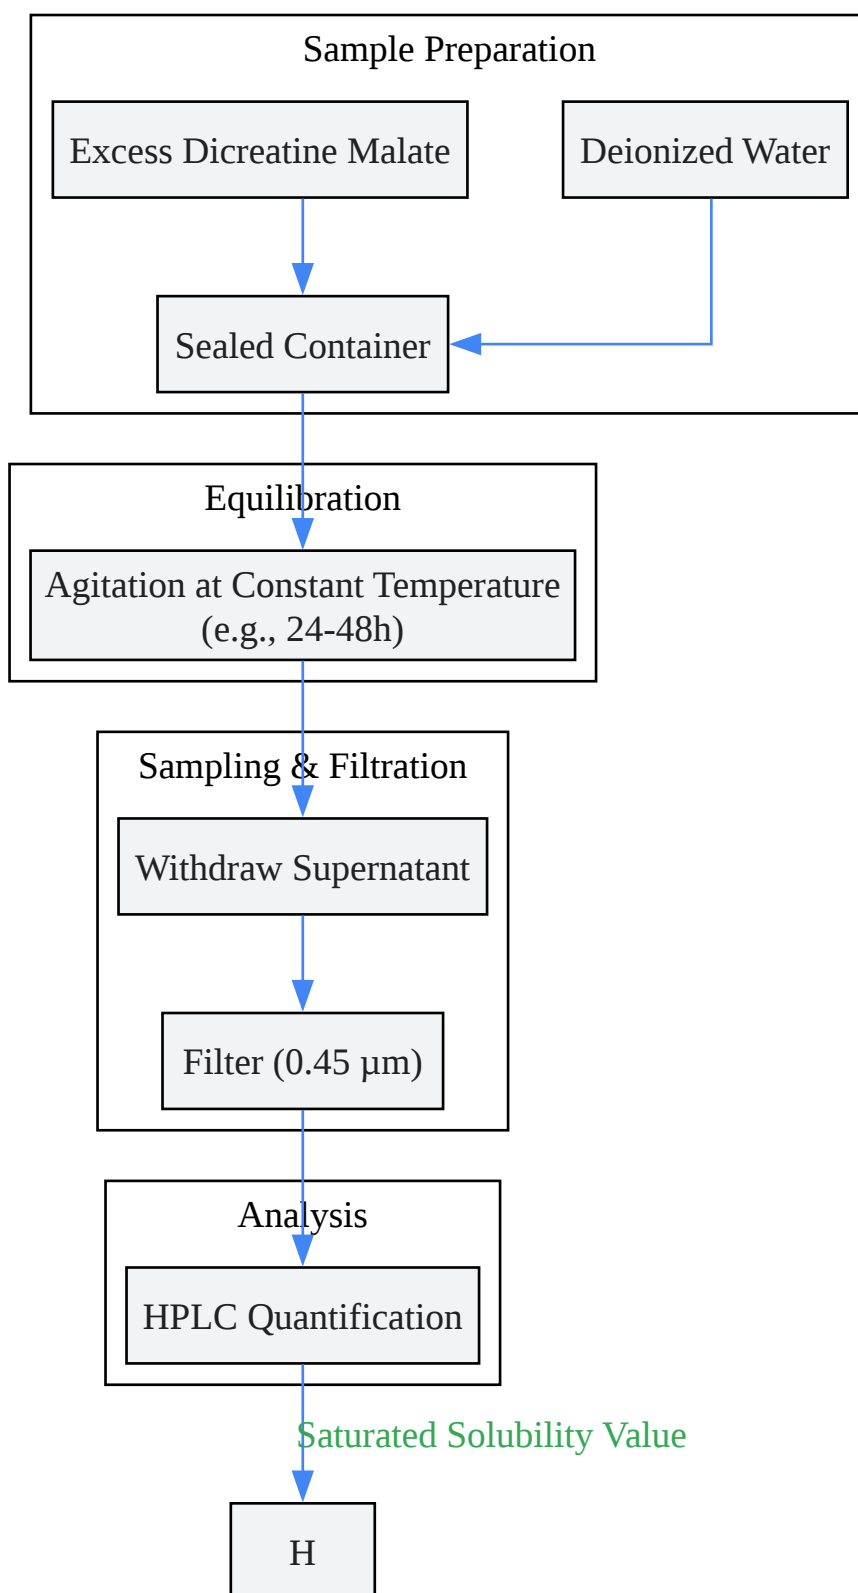 Sample Preparation
Excess Dicreatine Malate
Deionized Water
Sealed Container
Equilibration
Agitation at Constant Temperature
(e.g., 24-48h)
Sampling & Filtration
Withdraw Supernatant
Filter (0.45 µm)
Analysis
HPLC Quantification
Saturated Solubility Value
H